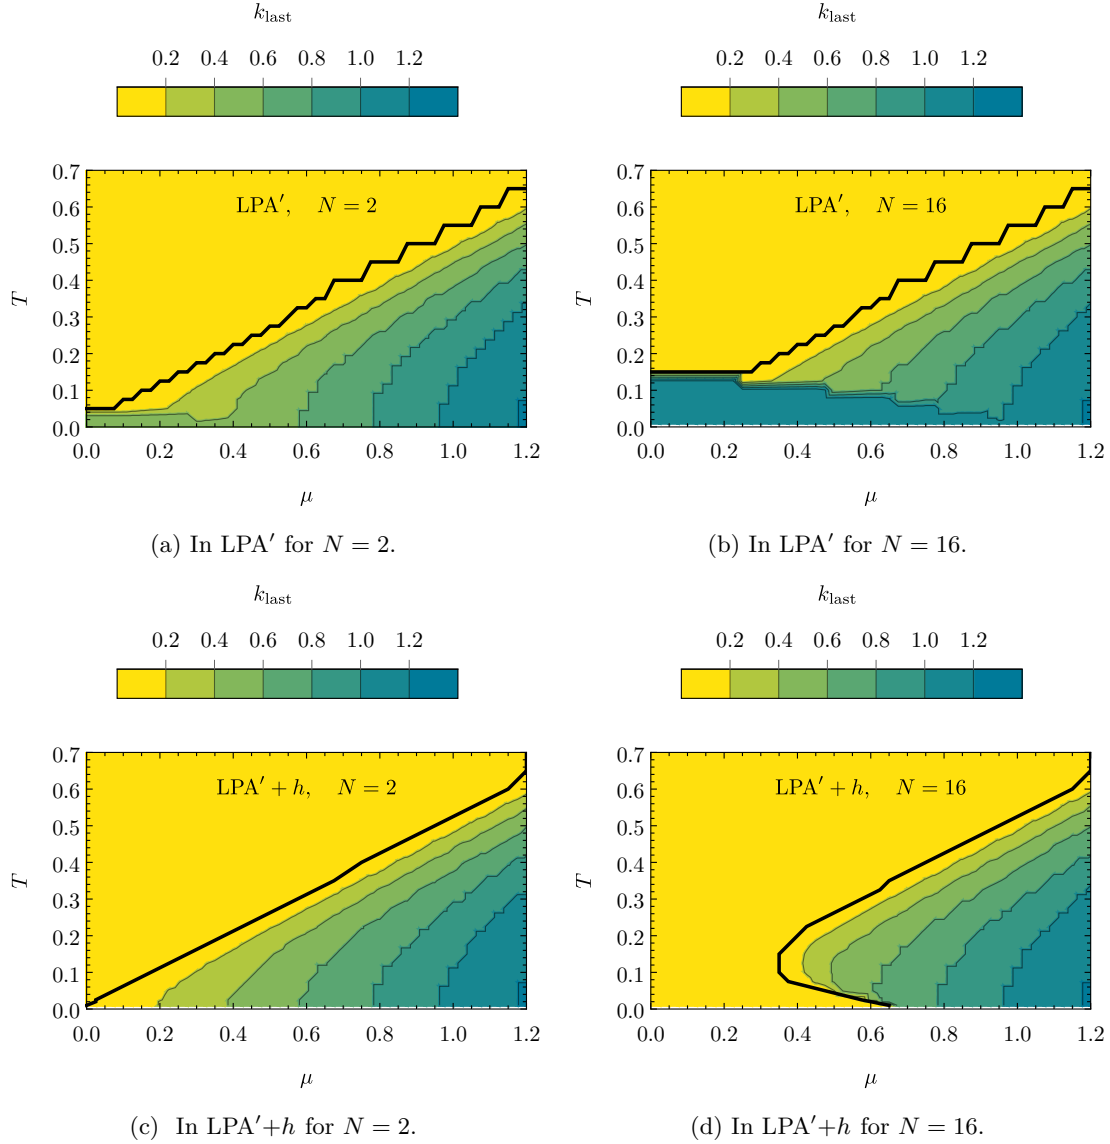 k_last k_last
0.2 0.4 0.6 0.8 1.0 1.2 0.2 0.4 0.6 0.8 1.0 1.2
LPA′, N = 2 LPA′, N = 16
T 0.7 0.6 0.5 0.4 0.3 0.2 0.1 0.0 T 0.7 0.6 0.5 0.4 0.3 0.2 0.1 0.0
0.0 0.2 0.4 0.6 0.8 1.0 1.2 0.0 0.2 0.4 0.6 0.8 1.0 1.2
μ μ
(a) In LPA′ for N = 2. (b) In LPA′ for N = 16.
k_last k_last
0.2 0.4 0.6 0.8 1.0 1.2 0.2 0.4 0.6 0.8 1.0 1.2
LPA′ + h, N = 2 LPA′ + h, N = 16
T 0.7 0.6 0.5 0.4 0.3 0.2 0.1 0.0 T 0.7 0.6 0.5 0.4 0.3 0.2 0.1 0.0
0.0 0.2 0.4 0.6 0.8 1.0 1.2 0.0 0.2 0.4 0.6 0.8 1.0 1.2
μ μ
(c) In LPA′+h for N = 2. (d) In LPA′+h for N = 16.